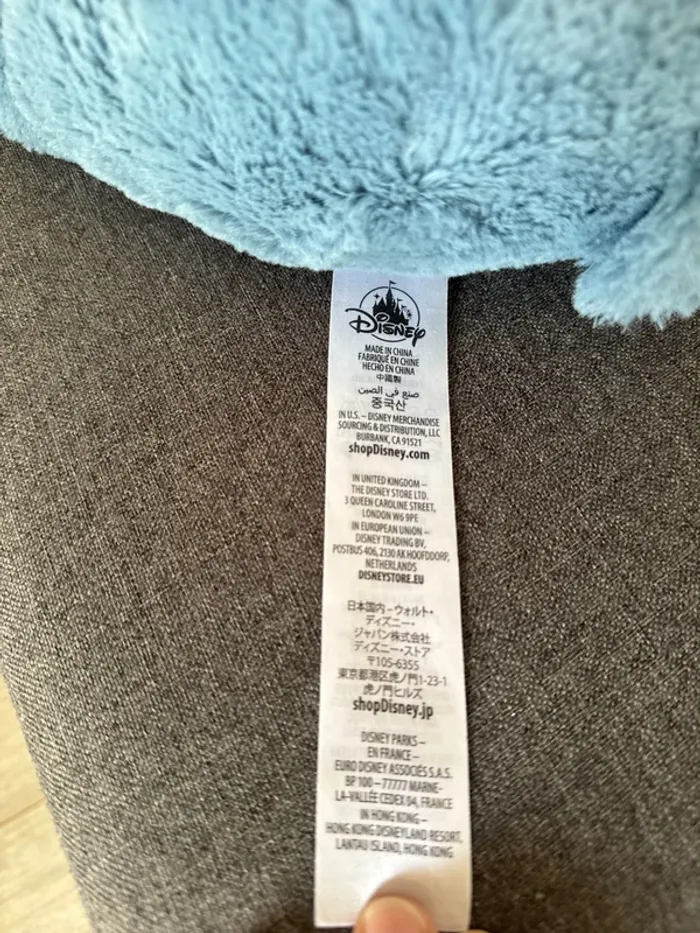 Disney
MADE IN CHINA
FABRIQUÉ EN CHINE
HECHO EN CHINA
中國製
صنع في الصين
중국산
IN U.S. – DISNEY MERCHANDISE
SOURCING & DISTRIBUTION, LLC
BURBANK, CA 91521
shopDisney.com
IN UNITED KINGDOM –
THE DISNEY STORE LTD.
3 QUEEN CAROLINE STREET,
LONDON W6 9PE
IN EUROPEAN UNION –
DISNEY TRADING BV,
POSTBUS 406, 2130 AK HOOFDDORP,
NETHERLANDS
DISNEYSTORE.EU
日本国内–ウォルト・
ディズニー・
ジャパン株式会社
ディズニー・ストア
〒105-6355
東京都港区虎ノ門1-23-1
虎ノ門ヒルズ
shopDisney.jp
DISNEY PARKS –
EN FRANCE –
EURO DISNEY ASSOCIÉS S.A.S.
BP 100 – 77777 MARNE-
LA-VALLÉE CEDEX 04, FRANCE
IN HONG KONG –
HONG KONG DISNEYLAND RESORT,
LANTAU ISLAND, HONG KONG